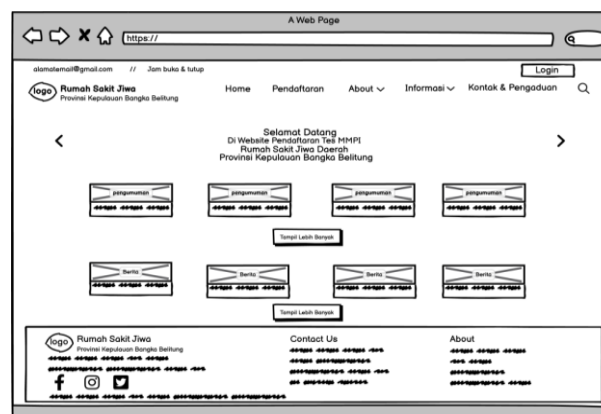 A Web Page
https://
alamatemail@gmail.com // Jam buka & tutup
Login
logo
Rumah Sakit Jiwa
Provinsi Kepulauan Bangka Belitung
Home Pendaftaran About Informasi Kontak & Pengaduan
Selamat Datang
Di Website Pendaftaran Tes MMPI
Rumah Sakit Jiwa Daerah
Provinsi Kepulauan Bangka Belitung
pengumuman pengumuman pengumuman pengumuman
Tampil Lebih Banyak
Berita Berita Berita Berita
Tampil Lebih Banyak
logo
Rumah Sakit Jiwa
Provinsi Kepulauan Bangka Belitung
Contact Us
About